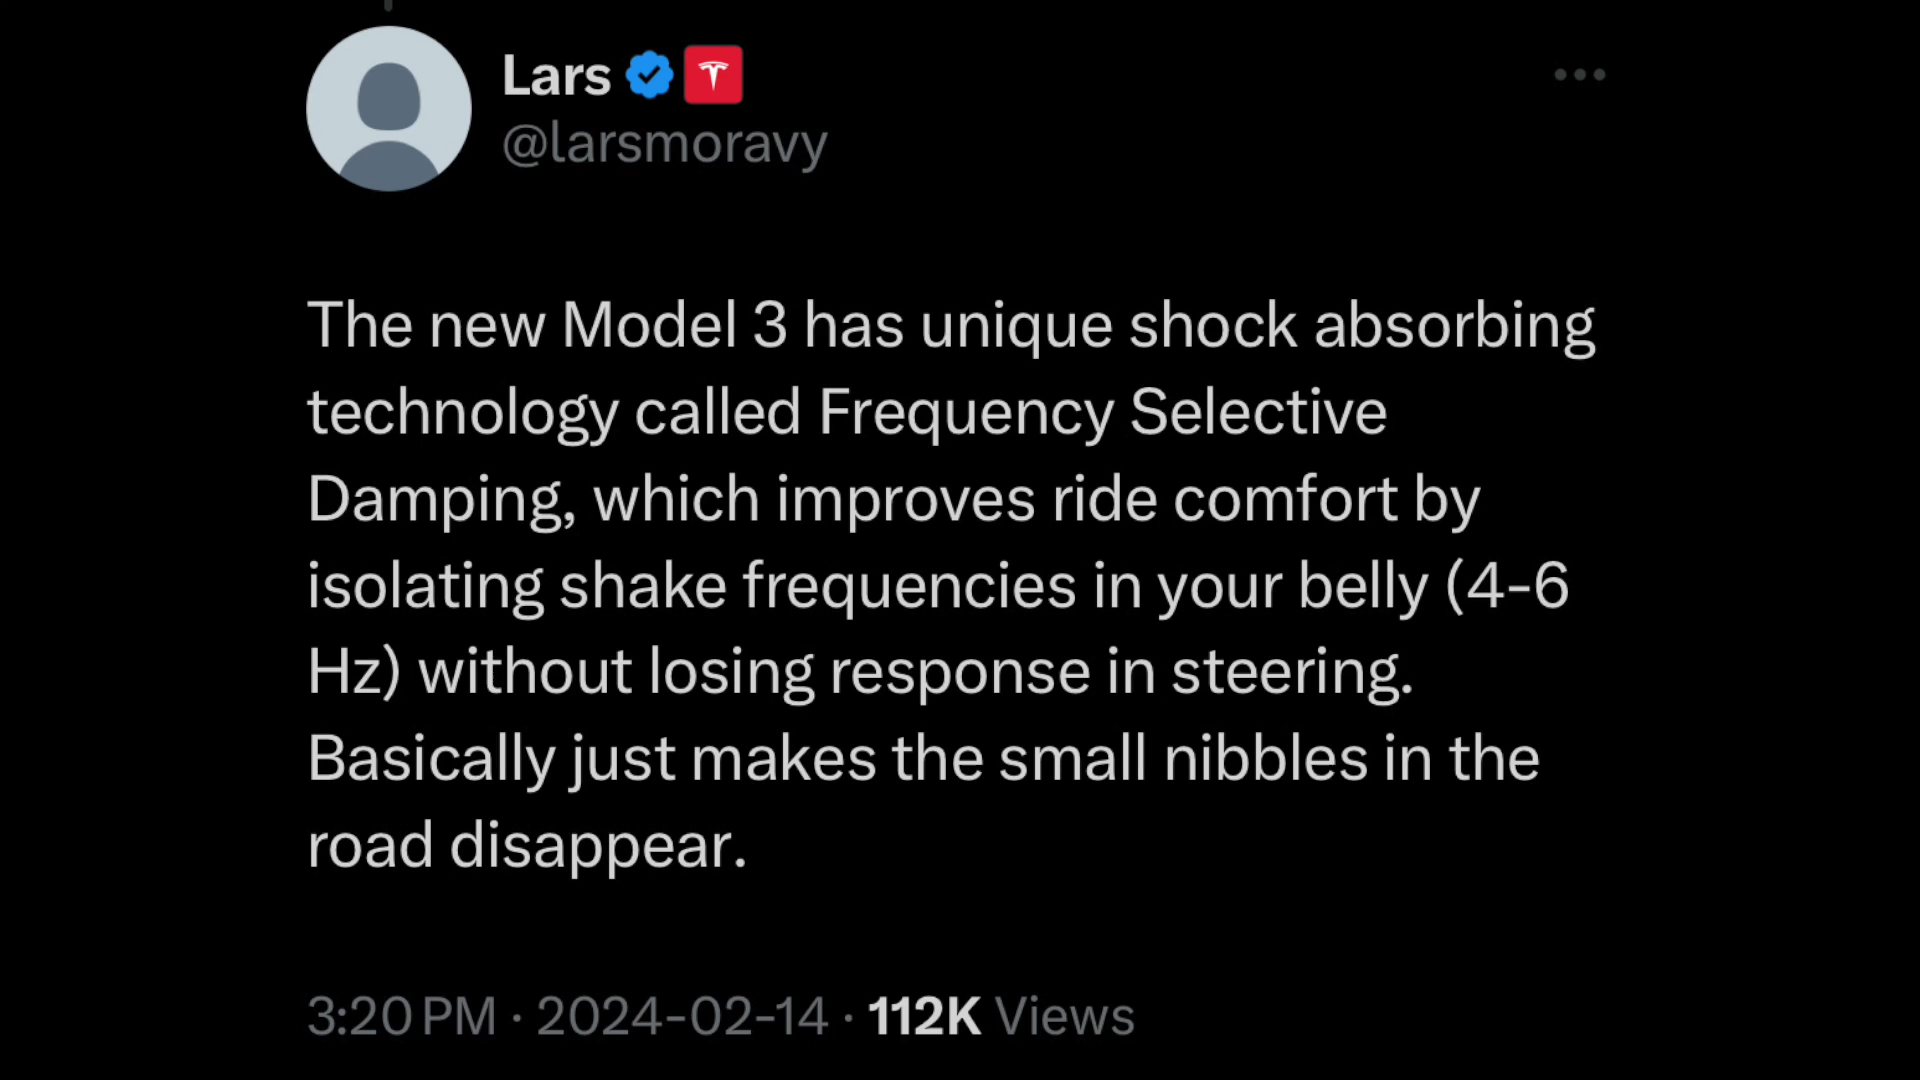 Lars
@larsmoravy
The new Model 3 has unique shock absorbing
technology called Frequency Selective
Damping, which improves ride comfort by
isolating shake frequencies in your belly (4-6
Hz) without losing response in steering.
Basically just makes the small nibbles in the
road disappear.
3:20 PM · 2024-02-14 · 112K Views